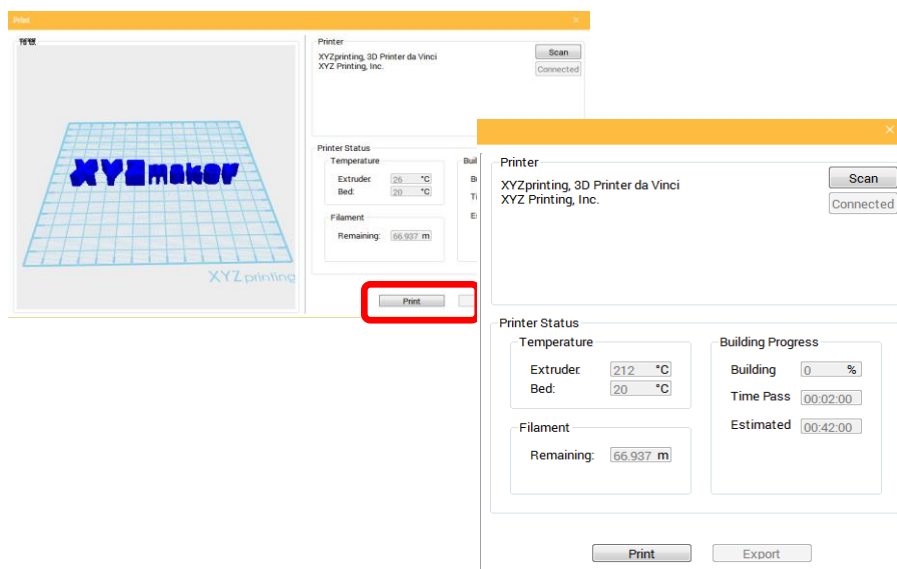 Print
Printer
XYZprinting, 3D Printer da Vinci
XYZ Printing, Inc.
Scan
Connected
XYZmaker
XYZprinting
Printer Status
Temperature
Extruder: 26 °C
Bed: 20 °C
Filament
Remaining: 66.937 m
Print
Printer
XYZprinting, 3D Printer da Vinci
XYZ Printing, Inc.
Scan
Connected
Printer Status
Temperature
Extruder: 212 °C
Bed: 20 °C
Filament
Remaining: 66.937 m
Building Progress
Building 0 %
Time Pass 00:02:00
Estimated 00:42:00
Print
Export